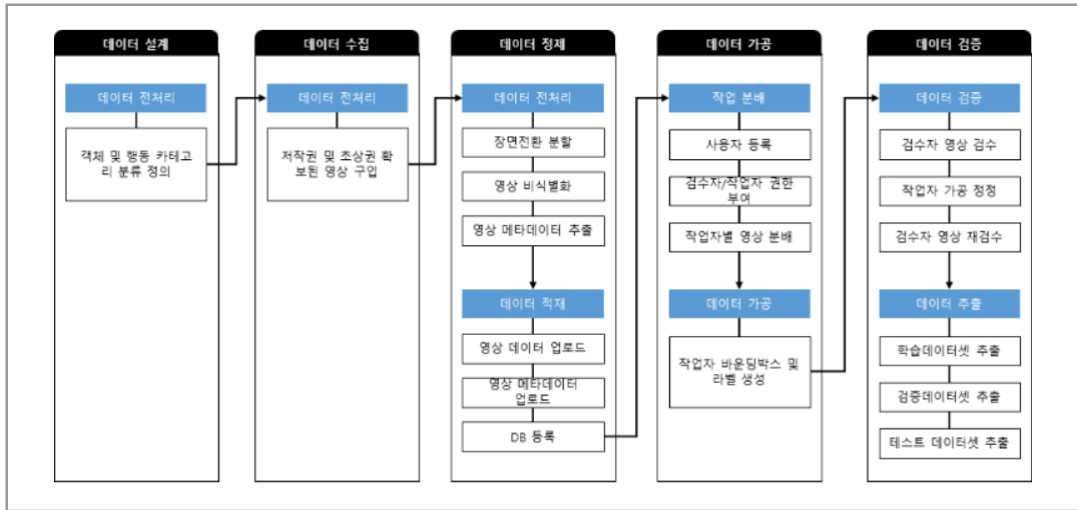 데이터 설계
데이터 전처리
객체 및 행동 카테고
리 분류 정의
데이터 수집
데이터 전처리
저작권 및 초상권 확
보된 영상 구입
데이터 정제
데이터 전처리
장면전환 분할
영상 비식별화
영상 메타데이터 추출
데이터 적재
영상 데이터 업로드
영상 메타데이터
업로드
DB 등록
데이터 가공
작업 분배
사용자 등록
검수자/작업자 권한
부여
작업자별 영상 분배
데이터 가공
작업자 바운딩박스 및
라벨 생성
데이터 검증
데이터 검증
검수자 영상 검수
작업자 가공 정정
검수자 영상 재검수
데이터 추출
학습데이터셋 추출
검증데이터셋 추출
테스트 데이터셋 추출